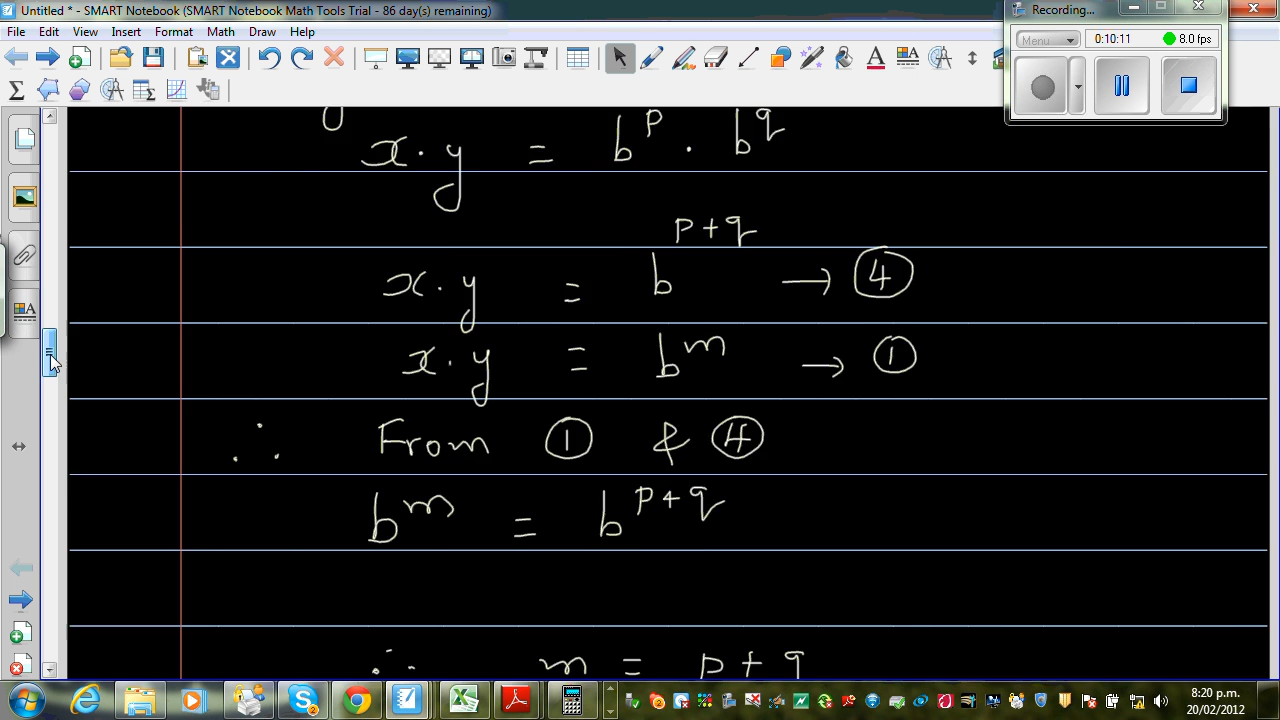 Untitled * - SMART Notebook (SMART Notebook Math Tools Trial - 86 day(s) remaining)
Recording...
File Edit View Insert Format Math Draw Help
Menu 0:10:11 8.0 fps
x · y = b^p · b^q
x · y = b^(p+q) → ④
x · y = b^m → ①
∴ From ① & ④
b^m = b^(p+q)
∴ m = p + q
8:20 p.m.
20/02/2012